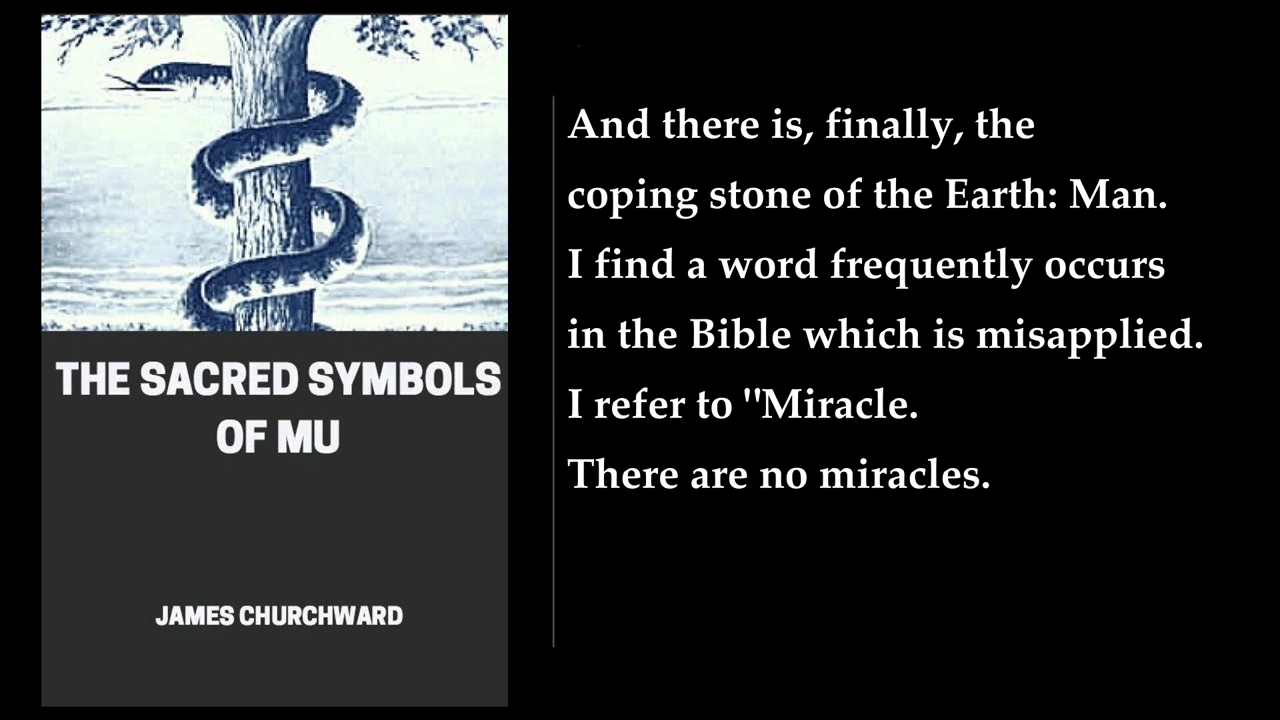 THE SACRED SYMBOLS
OF MU
JAMES CHURCHWARD
And there is, finally, the
coping stone of the Earth: Man.
I find a word frequently occurs
in the Bible which is misapplied.
I refer to "Miracle.
There are no miracles.